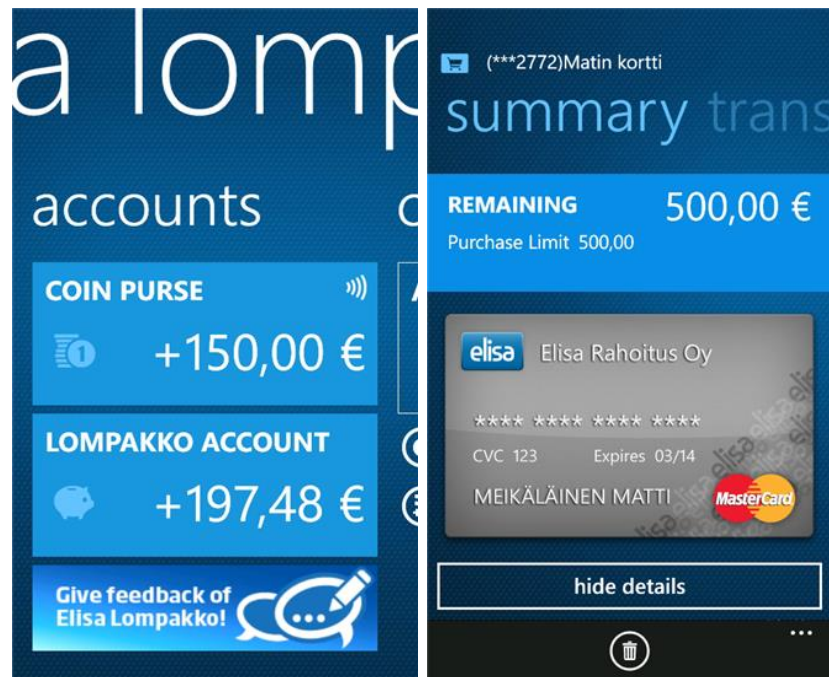 a lomp
accounts
COIN PURSE
+150,00 €
LOMPAKKO ACCOUNT
+197,48 €
Give feedback of
Elisa Lompakko!
(***2772)Matin kortti
summary trans
REMAINING 500,00 €
Purchase Limit 500,00
elisa Elisa Rahoitus Oy
**** **** **** ****
CVC 123 Expires 03/14
MEIKÄLÄINEN MATTI MasterCard
hide details